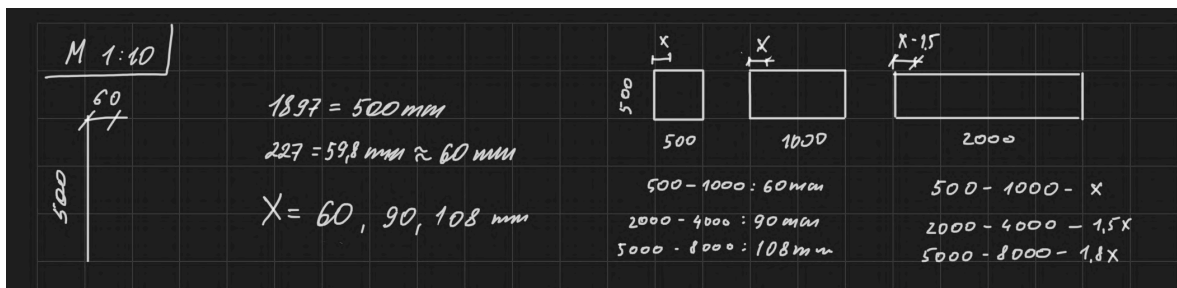 M 1:10
60
500
1897 = 500 mm
227 = 59,8 mm ≈ 60 mm
X = 60, 90, 108 mm
x
x
x-1,5
500
500
1000
2000
500-1000: 60 mm
2000-4000: 90 mm
5000-8000: 108 mm
500-1000- x
2000-4000-1,5x
5000-8000-1,8x